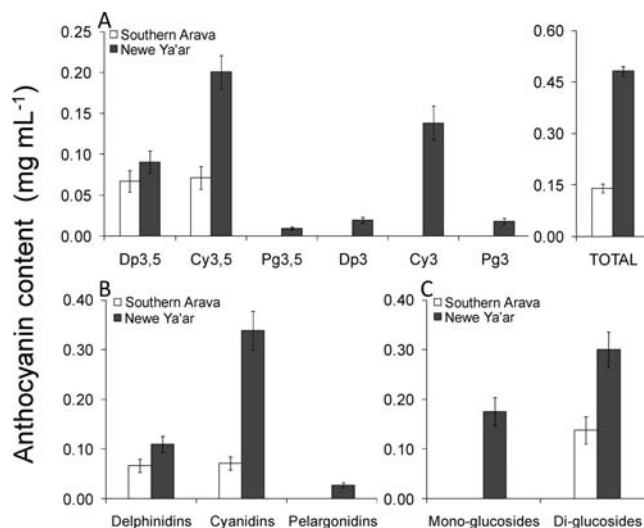 Anthocyanin content (mg mL⁻¹)
A
Southern Arava
Newe Ya'ar
0.25
0.20
0.15
0.10
0.05
0.00
Dp3,5 Cy3,5 Pg3,5 Dp3 Cy3 Pg3
0.60
0.45
0.30
0.15
0.00
TOTAL
B
Southern Arava
Newe Ya'ar
0.40
0.30
0.20
0.10
0.00
Delphinidins Cyanidins Pelargonidins
C
Southern Arava
Newe Ya'ar
0.40
0.30
0.20
0.10
0.00
Mono-glucosides Di-glucosides